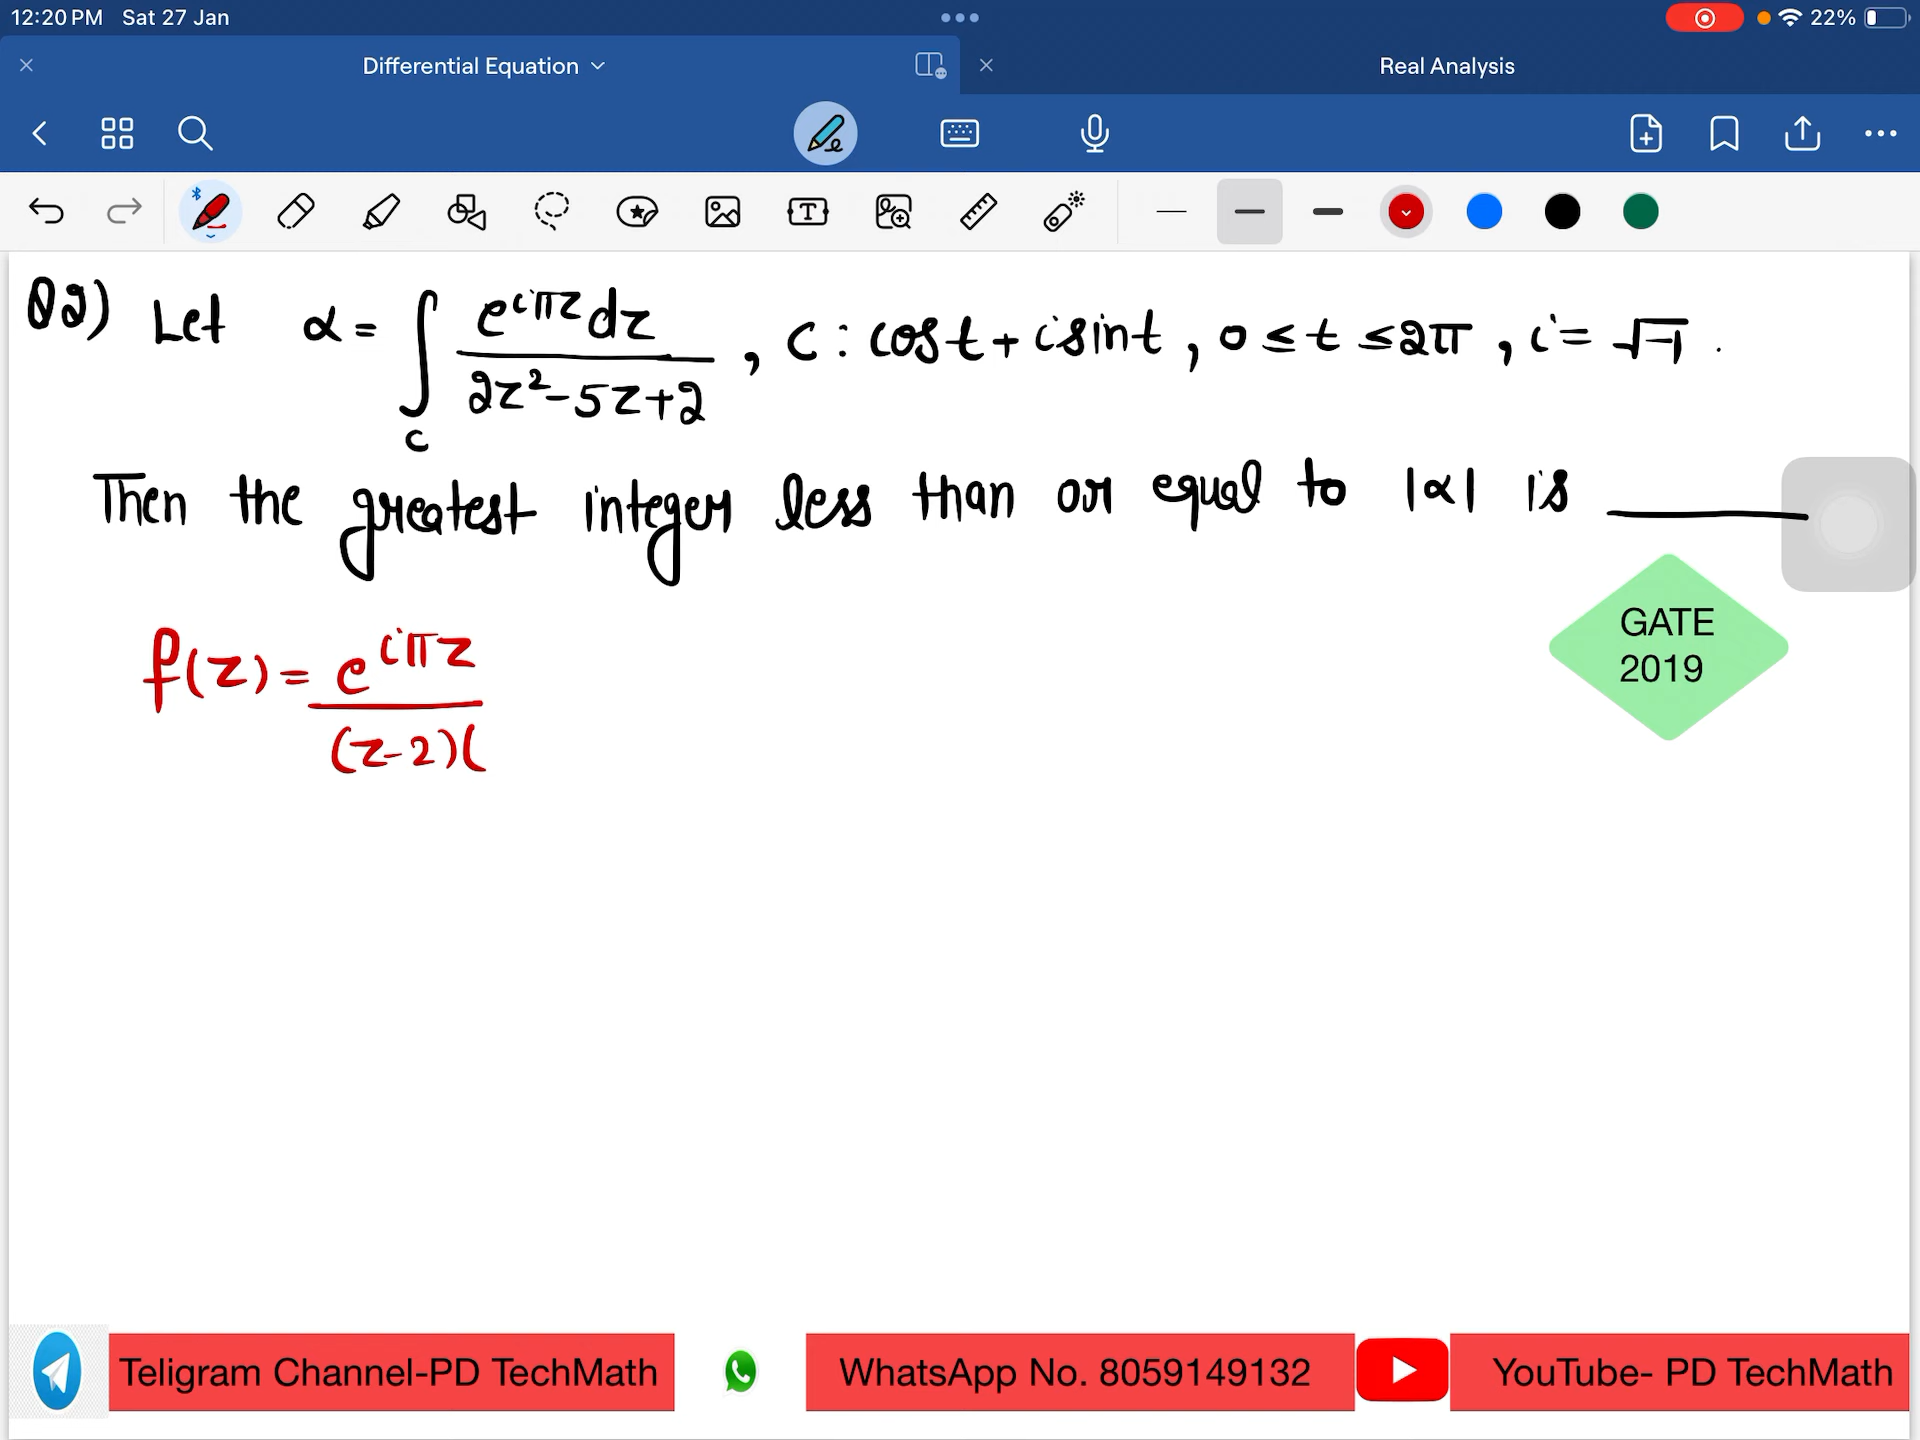 12:20 PM Sat 27 Jan
22%
Differential Equation
Real Analysis
Q2) Let α = ∫_C e^{iπz} dz / (2z² - 5z + 2) , C : cost + isint , 0 ≤ t ≤ 2π , i = √-1 .
Then the greatest integer less than or equal to |α| is ______
GATE
2019
f(z) = e^{iπz} / (z-2)(
Teligram Channel-PD TechMath
WhatsApp No. 8059149132
YouTube- PD TechMath